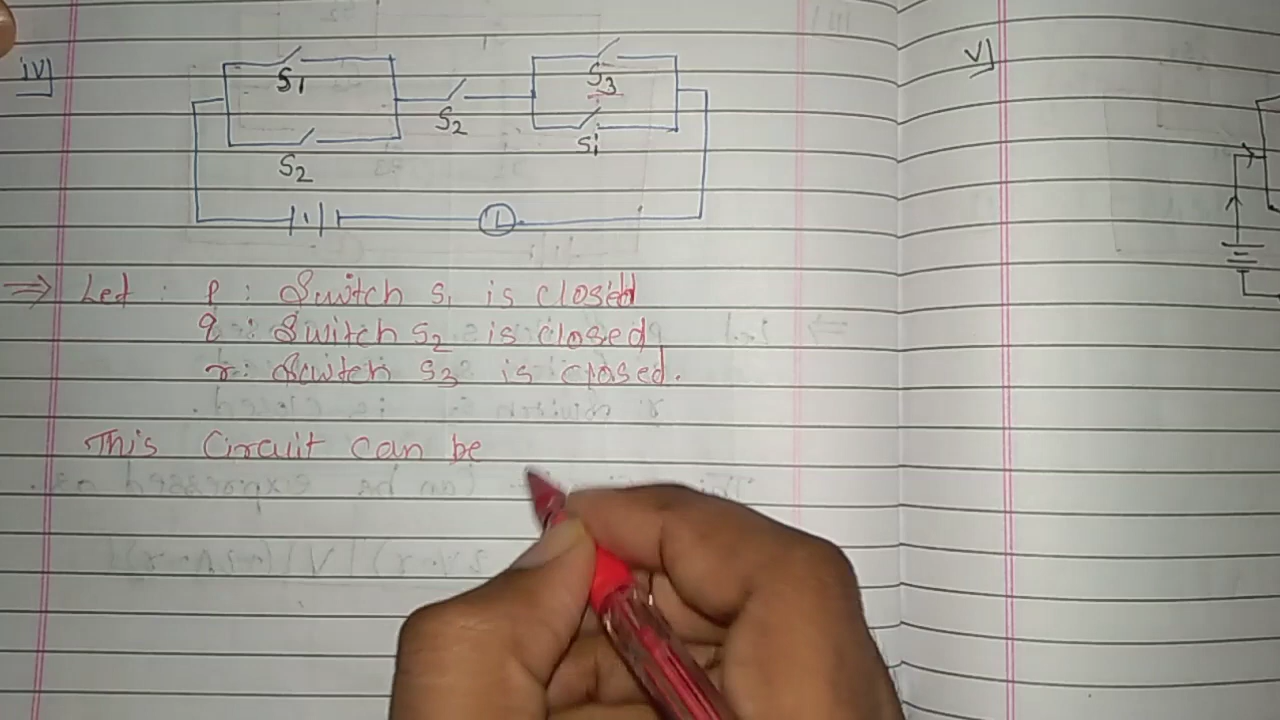 iv]
V]
S1
S3
S2
S1
S2
L
⇒ Let : p : Switch S1 is closed
q : Switch S2 is closed
r : Switch S3 is closed.
This Circuit can be